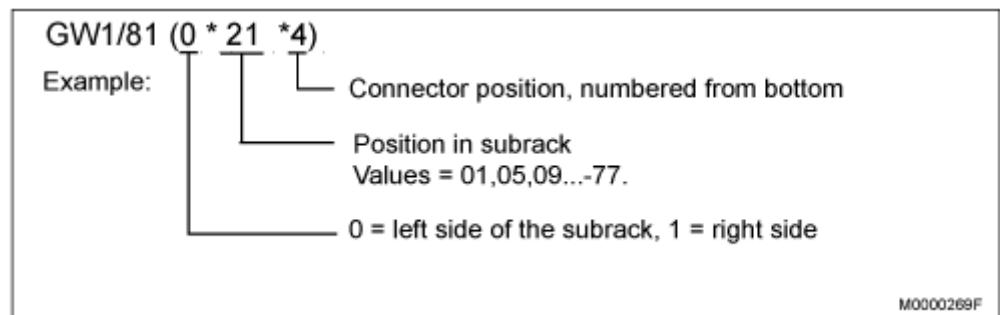 GW1/81 (0 * 21 *4)
Example:
Connector position, numbered from bottom
Position in subrack
Values = 01,05,09...-77.
0 = left side of the subrack, 1 = right side
M0000269F